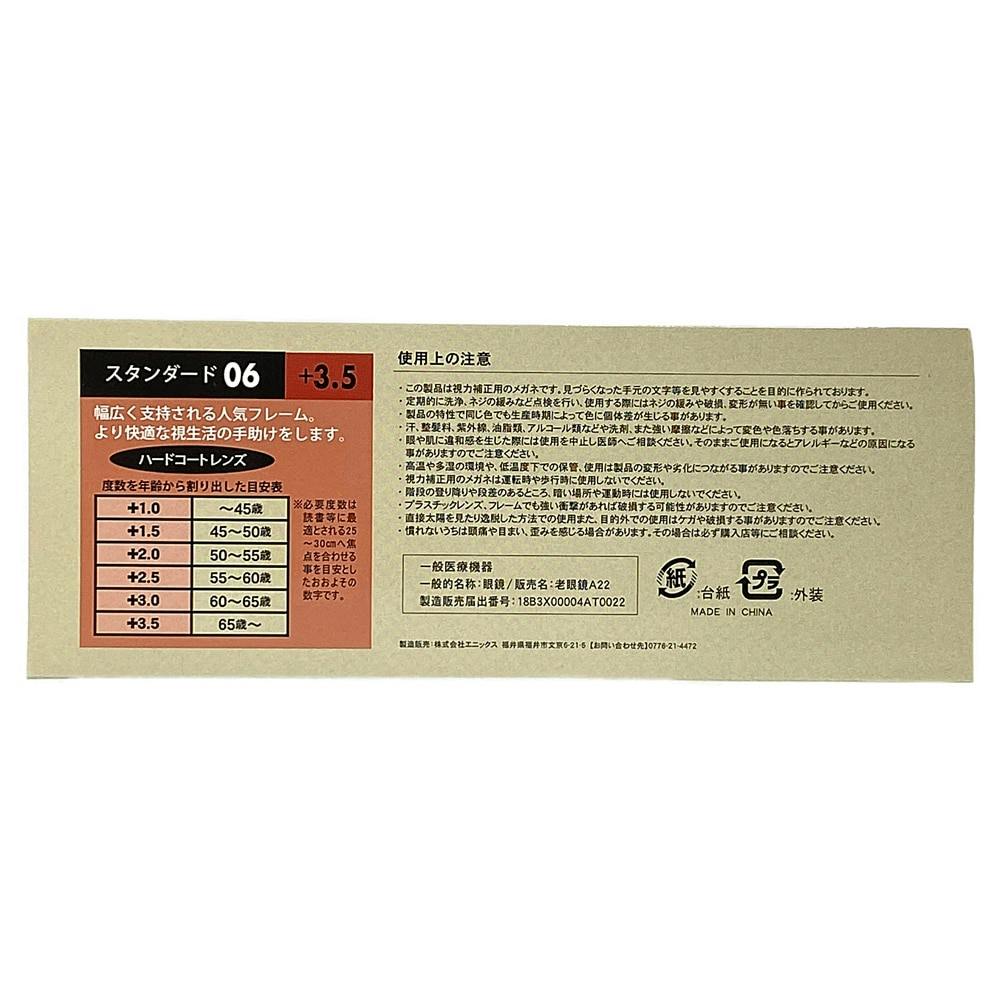 スタンダード 06 +3.5
幅広く支持される人気フレーム。
より快適な視生活の手助けをします。
ハードコートレンズ
度数を年齢から割り出した目安表
+1.0 ～45歳
+1.5 45～50歳
+2.0 50～55歳
+2.5 55～60歳
+3.0 60～65歳
+3.5 65歳～
※必要度数は
読書等に最
適とされる25
～30cmへ焦
点を合わせる
事を目安とし
たおおよその
数字です。
使用上の注意
・この製品は視力補正用のメガネです。見づらくなった手元の文字等を見やすくすることを目的に作られております。
・定期的に洗浄、ネジの緩みなど点検を行い、使用する際にはネジの緩みや破損、変形が無い事を確認してからご使用ください。
・製品の特性で同じ色でも生産時期によって色に個体差が生じる事があります。
・汗、整髪料、紫外線、油脂類、アルコール類などや洗剤、また強い摩擦などによって変色や色落ちする事があります。
・眼や肌に違和感を生じた際には使用を中止し医師へご相談ください。そのままご使用になるとアレルギーなどの原因になる
事がありますのでご注意ください。
・高温や多湿の環境や、低温度下での保管、使用は製品の変形や劣化につながる事がありますのでご注意ください。
・視力補正用のメガネは運転時や歩行時に使用しないでください。
・階段の登り降りや段差のあるところ、暗い場所や運動時には使用しないでください。
・プラスチックレンズ、フレームでも強い衝撃があれば破損する可能性がありますのでご注意ください。
・直接太陽を見たり逸脱した方法での使用また、目的外での使用はケガや破損する事がありますのでご注意ください。
・慣れないうちは頭痛や目まい、歪みを感じる場合があります。その場合は必ず購入店等にご相談ください。
一般医療機器
一般的名称：眼鏡／販売名：老眼鏡A22
製造販売届出番号：18B3X00004AT0022
紙 :台紙 プラ :外装
MADE IN CHINA
製造販売：株式会社エニックス 福井県福井市文京6-21-5 【お問い合わせ先】0776-21-4472